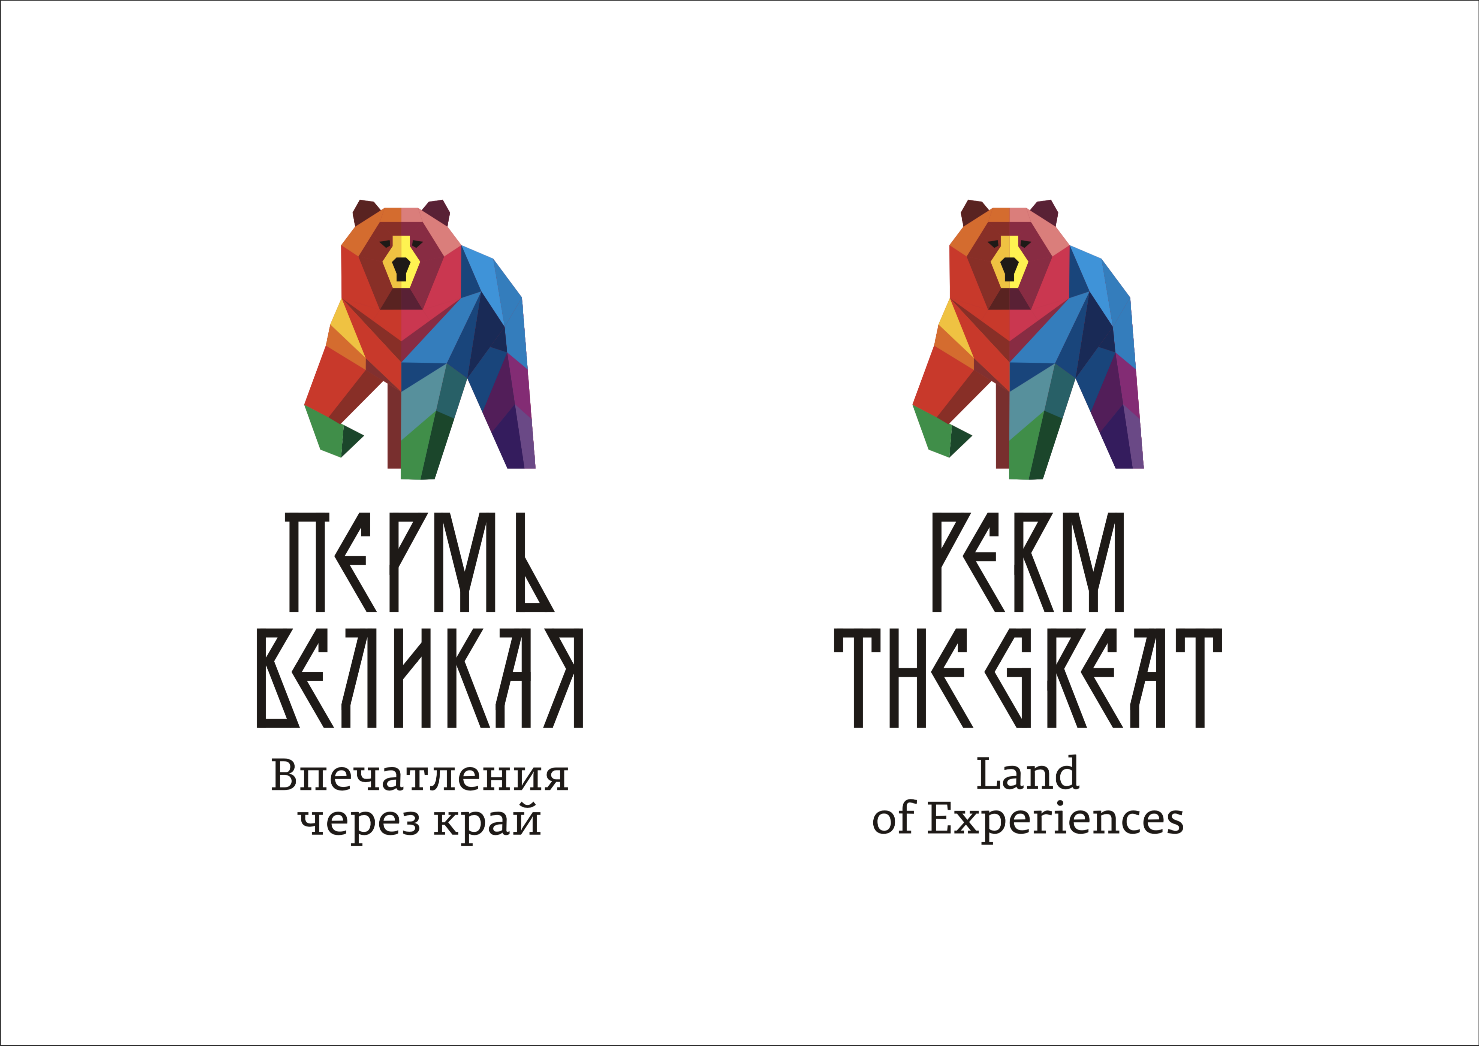 ПЕРМЬ
ВЕЛИКАЯ
Впечатления
через край
PERM
THE GREAT
Land
of Experiences